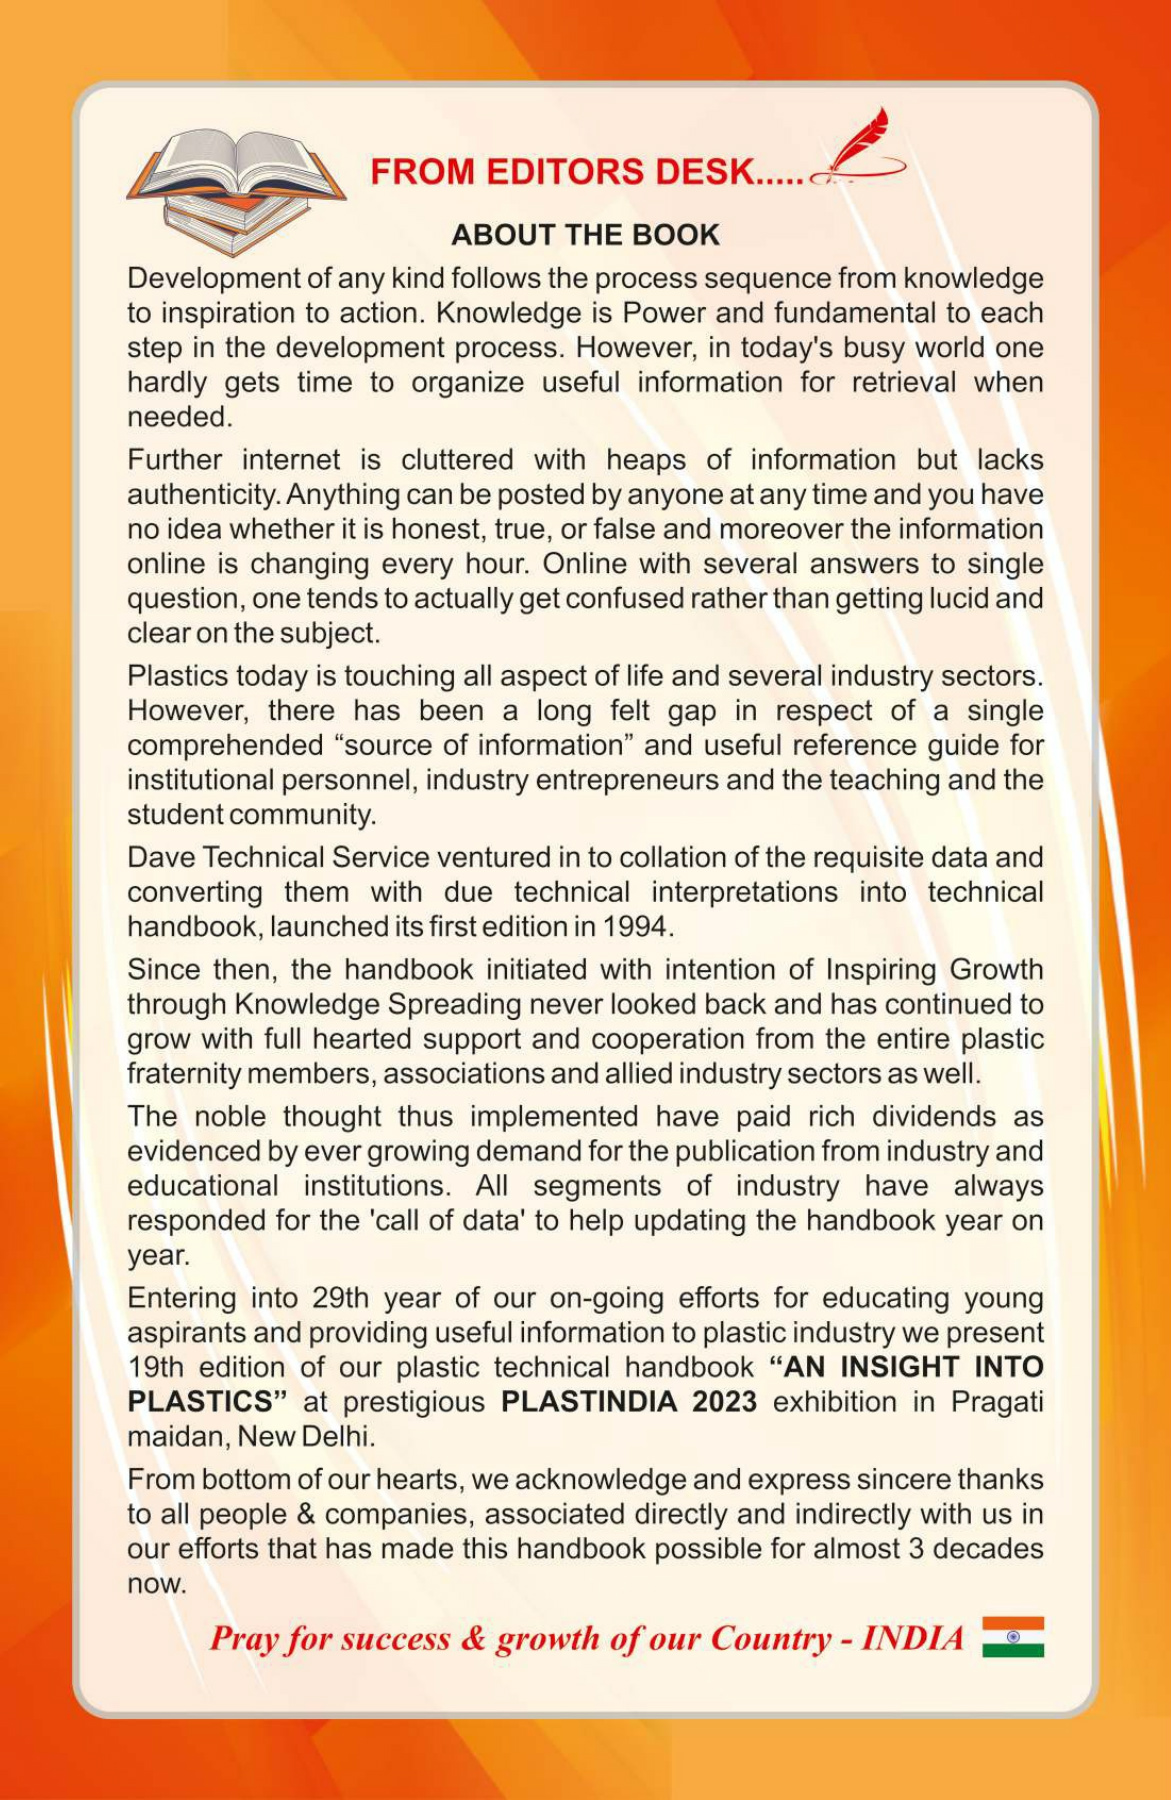 FROM EDITORS DESK.....
ABOUT THE BOOK
Development of any kind follows the process sequence from knowledge
to inspiration to action. Knowledge is Power and fundamental to each
step in the development process. However, in today's busy world one
hardly gets time to organize useful information for retrieval when
needed.
Further internet is cluttered with heaps of information but lacks
authenticity. Anything can be posted by anyone at any time and you have
no idea whether it is honest, true, or false and moreover the information
online is changing every hour. Online with several answers to single
question, one tends to actually get confused rather than getting lucid and
clear on the subject.
Plastics today is touching all aspect of life and several industry sectors.
However, there has been a long felt gap in respect of a single
comprehended “source of information” and useful reference guide for
institutional personnel, industry entrepreneurs and the teaching and the
student community.
Dave Technical Service ventured in to collation of the requisite data and
converting them with due technical interpretations into technical
handbook, launched its first edition in 1994.
Since then, the handbook initiated with intention of Inspiring Growth
through Knowledge Spreading never looked back and has continued to
grow with full hearted support and cooperation from the entire plastic
fraternity members, associations and allied industry sectors as well.
The noble thought thus implemented have paid rich dividends as
evidenced by ever growing demand for the publication from industry and
educational institutions. All segments of industry have always
responded for the 'call of data' to help updating the handbook year on
year.
Entering into 29th year of our on-going efforts for educating young
aspirants and providing useful information to plastic industry we present
19th edition of our plastic technical handbook “AN INSIGHT INTO
PLASTICS” at prestigious PLASTINDIA 2023 exhibition in Pragati
maidan, New Delhi.
From bottom of our hearts, we acknowledge and express sincere thanks
to all people & companies, associated directly and indirectly with us in
our efforts that has made this handbook possible for almost 3 decades
now.
Pray for success & growth of our Country - INDIA